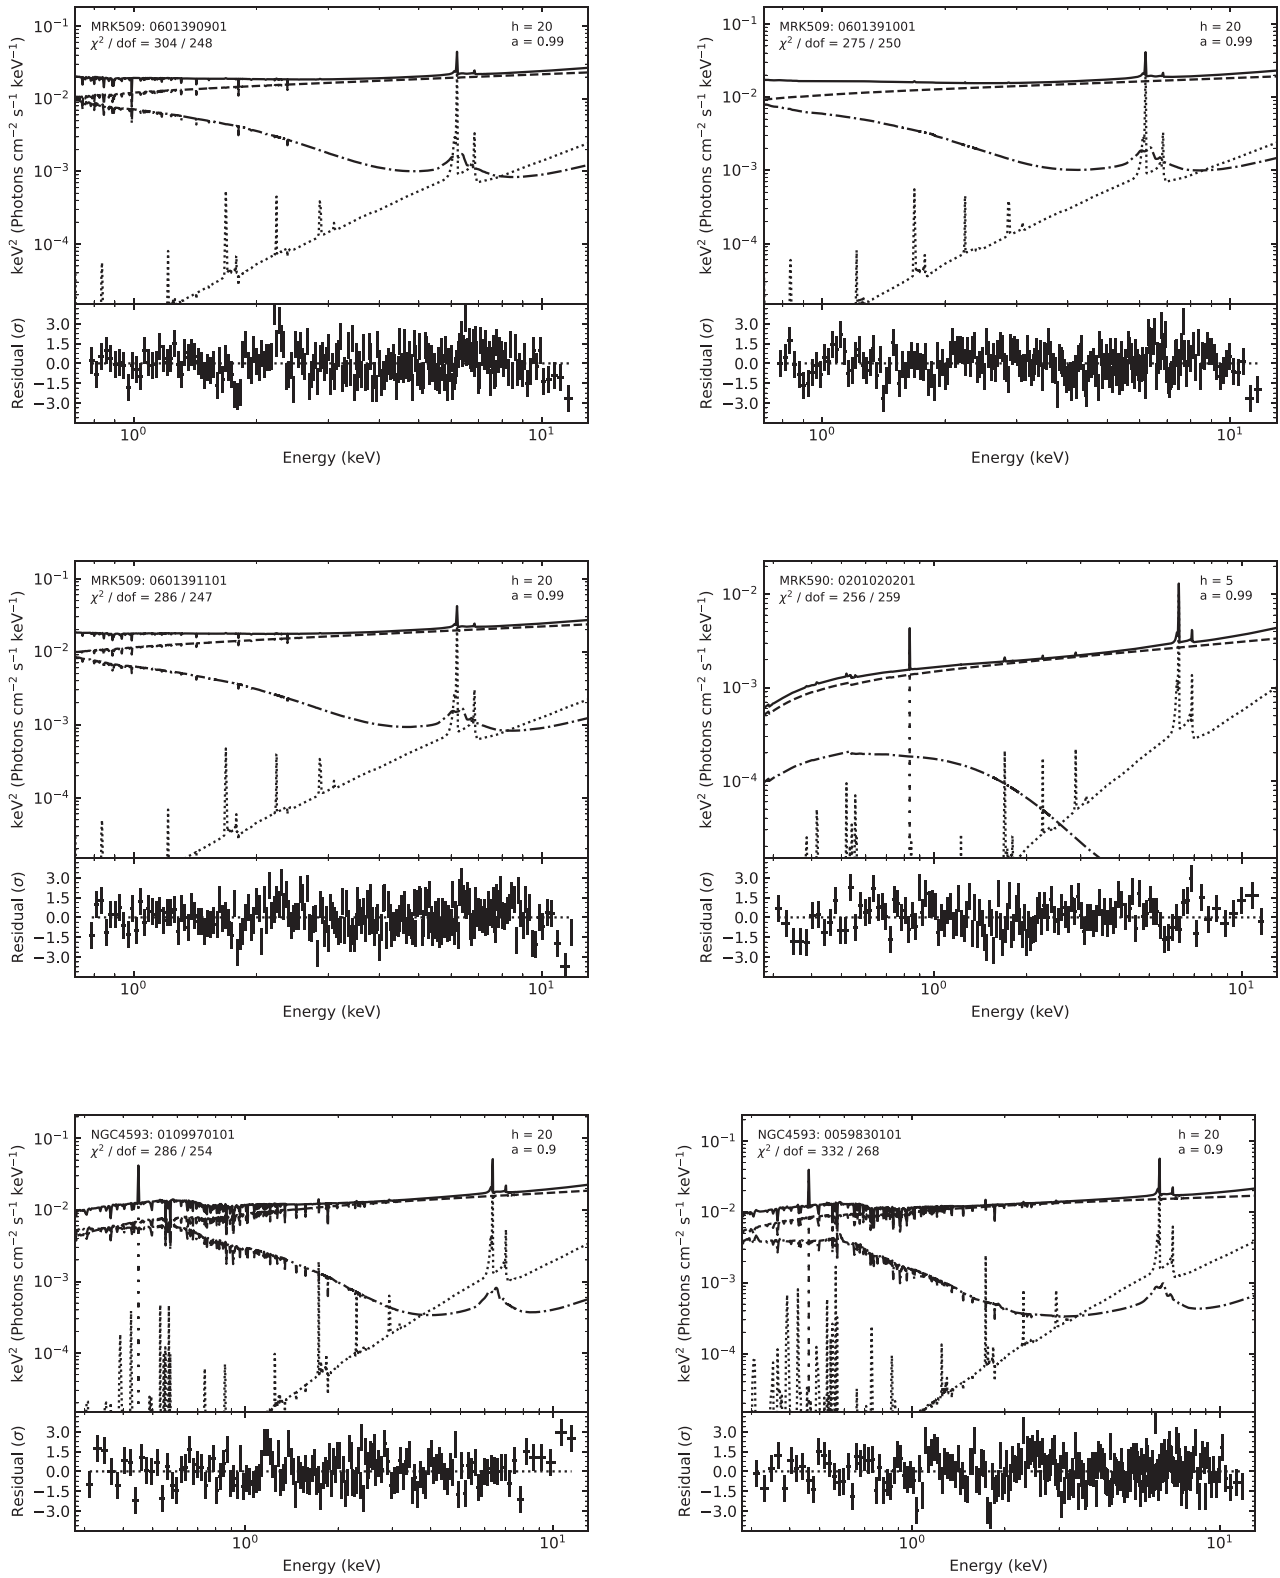 MRK509: 0601390901
χ² / dof = 304 / 248
h = 20
a = 0.99
keV² (Photons cm⁻² s⁻¹ keV⁻¹)
10⁻¹
10⁻²
10⁻³
10⁻⁴
Residual (σ)
3.0
1.5
0.0
−1.5
−3.0
10⁰ 10¹
Energy (keV)
MRK509: 0601391001
χ² / dof = 275 / 250
h = 20
a = 0.99
keV² (Photons cm⁻² s⁻¹ keV⁻¹)
10⁻¹
10⁻²
10⁻³
10⁻⁴
Residual (σ)
3.0
1.5
0.0
−1.5
−3.0
10⁰ 10¹
Energy (keV)
MRK509: 0601391101
χ² / dof = 286 / 247
h = 20
a = 0.99
keV² (Photons cm⁻² s⁻¹ keV⁻¹)
10⁻¹
10⁻²
10⁻³
10⁻⁴
Residual (σ)
3.0
1.5
0.0
−1.5
−3.0
10⁰ 10¹
Energy (keV)
MRK590: 0201020201
χ² / dof = 256 / 259
h = 5
a = 0.99
keV² (Photons cm⁻² s⁻¹ keV⁻¹)
10⁻²
10⁻³
10⁻⁴
Residual (σ)
3.0
1.5
0.0
−1.5
−3.0
10⁰ 10¹
Energy (keV)
NGC4593: 0109970101
χ² / dof = 286 / 254
h = 20
a = 0.9
keV² (Photons cm⁻² s⁻¹ keV⁻¹)
10⁻¹
10⁻²
10⁻³
10⁻⁴
Residual (σ)
3.0
1.5
0.0
−1.5
−3.0
10⁰ 10¹
Energy (keV)
NGC4593: 0059830101
χ² / dof = 332 / 268
h = 20
a = 0.9
keV² (Photons cm⁻² s⁻¹ keV⁻¹)
10⁻¹
10⁻²
10⁻³
10⁻⁴
Residual (σ)
3.0
1.5
0.0
−1.5
−3.0
10⁰ 10¹
Energy (keV)